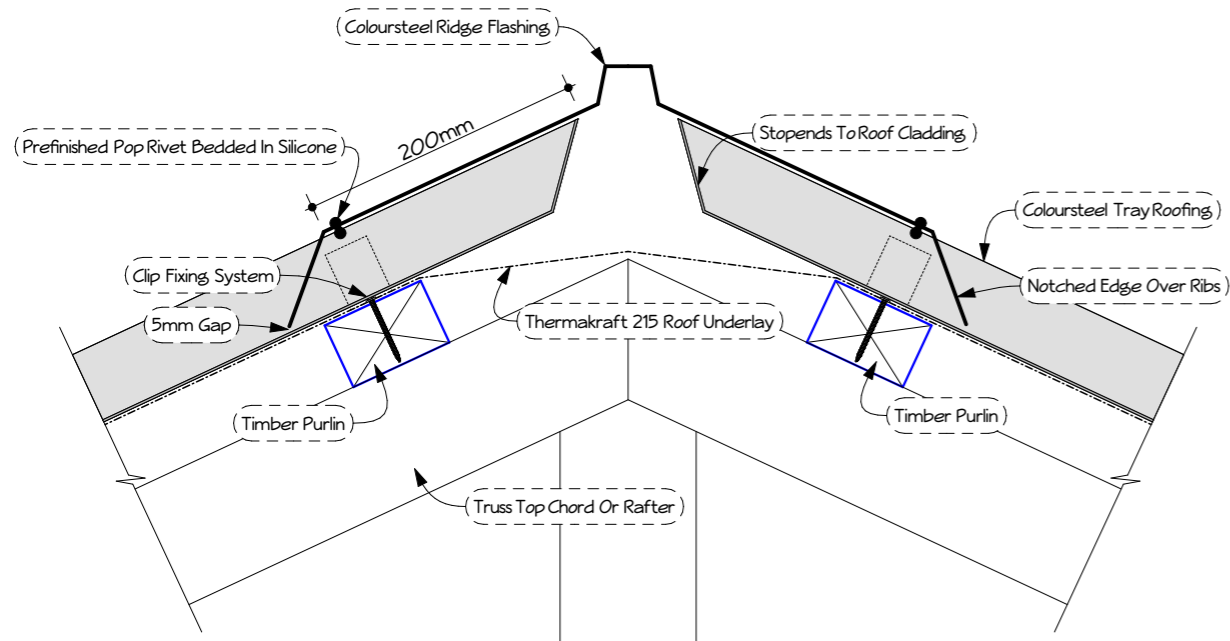 Coloursteel Ridge Flashing
200mm
Prefinished Pop Rivet Bedded In Silicone
Stopends To Roof Cladding
Coloursteel Tray Roofing
Clip Fixing System
Notched Edge Over Ribs
5mm Gap
Thermakraft 215 Roof Underlay
Timber Purlin
Timber Purlin
Truss Top Chord Or Rafter